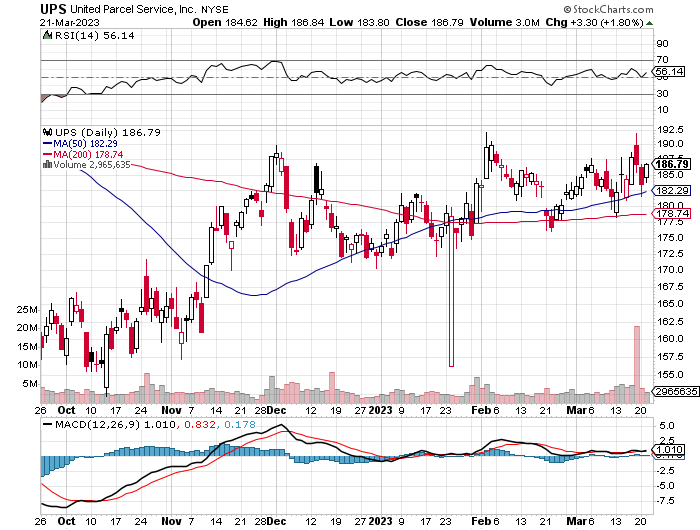 UPS United Parcel Service, Inc. NYSE © StockCharts.com
21-Mar-2023 Open 184.62 High 186.84 Low 183.80 Close 186.79 Volume 3.0M Chg +3.30 (+1.80%)
RSI(14) 56.14
90
70
56.14
50
30
10
UPS (Daily) 186.79
MA(50) 182.29
MA(200) 178.74
Volume 2,965,635
192.5
190.0
187.5
186.79
185.0
182.29
180.0
178.74
177.5
175.0
172.5
170.0
167.5
165.0
162.5
160.0
157.5
155.0
152.5
25M
20M
15M
10M
5M
2965635
26 Oct 10 17 24 Nov 7 14 21 28 Dec 12 19 27 2023 9 17 23 Feb 6 13 21 Mar 6 13 20
MACD(12,26,9) 1.010, 0.832, 0.178
5.0
2.5
1.010
-2.5
-5.0
-7.5
26 Oct 10 17 24 Nov 7 14 21 28 Dec 12 19 27 2023 9 17 23 Feb 6 13 21 Mar 6 13 20